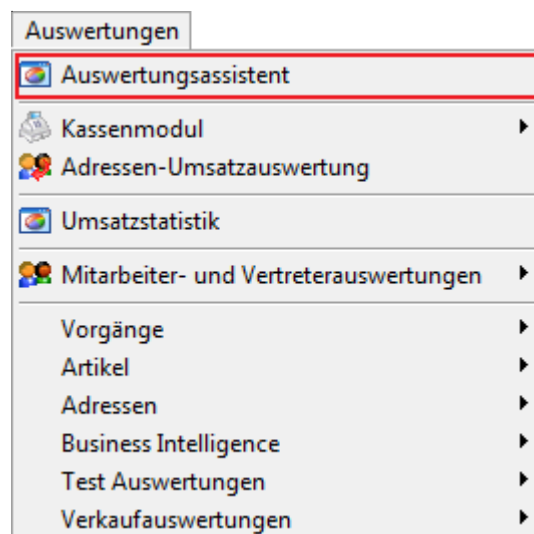 Auswertungen
Auswertungsassistent
Kassenmodul
Adressen-Umsatzauswertung
Umsatzstatistik
Mitarbeiter- und Vertreterauswertungen
Vorgänge
Artikel
Adressen
Business Intelligence
Test Auswertungen
Verkaufauswertungen